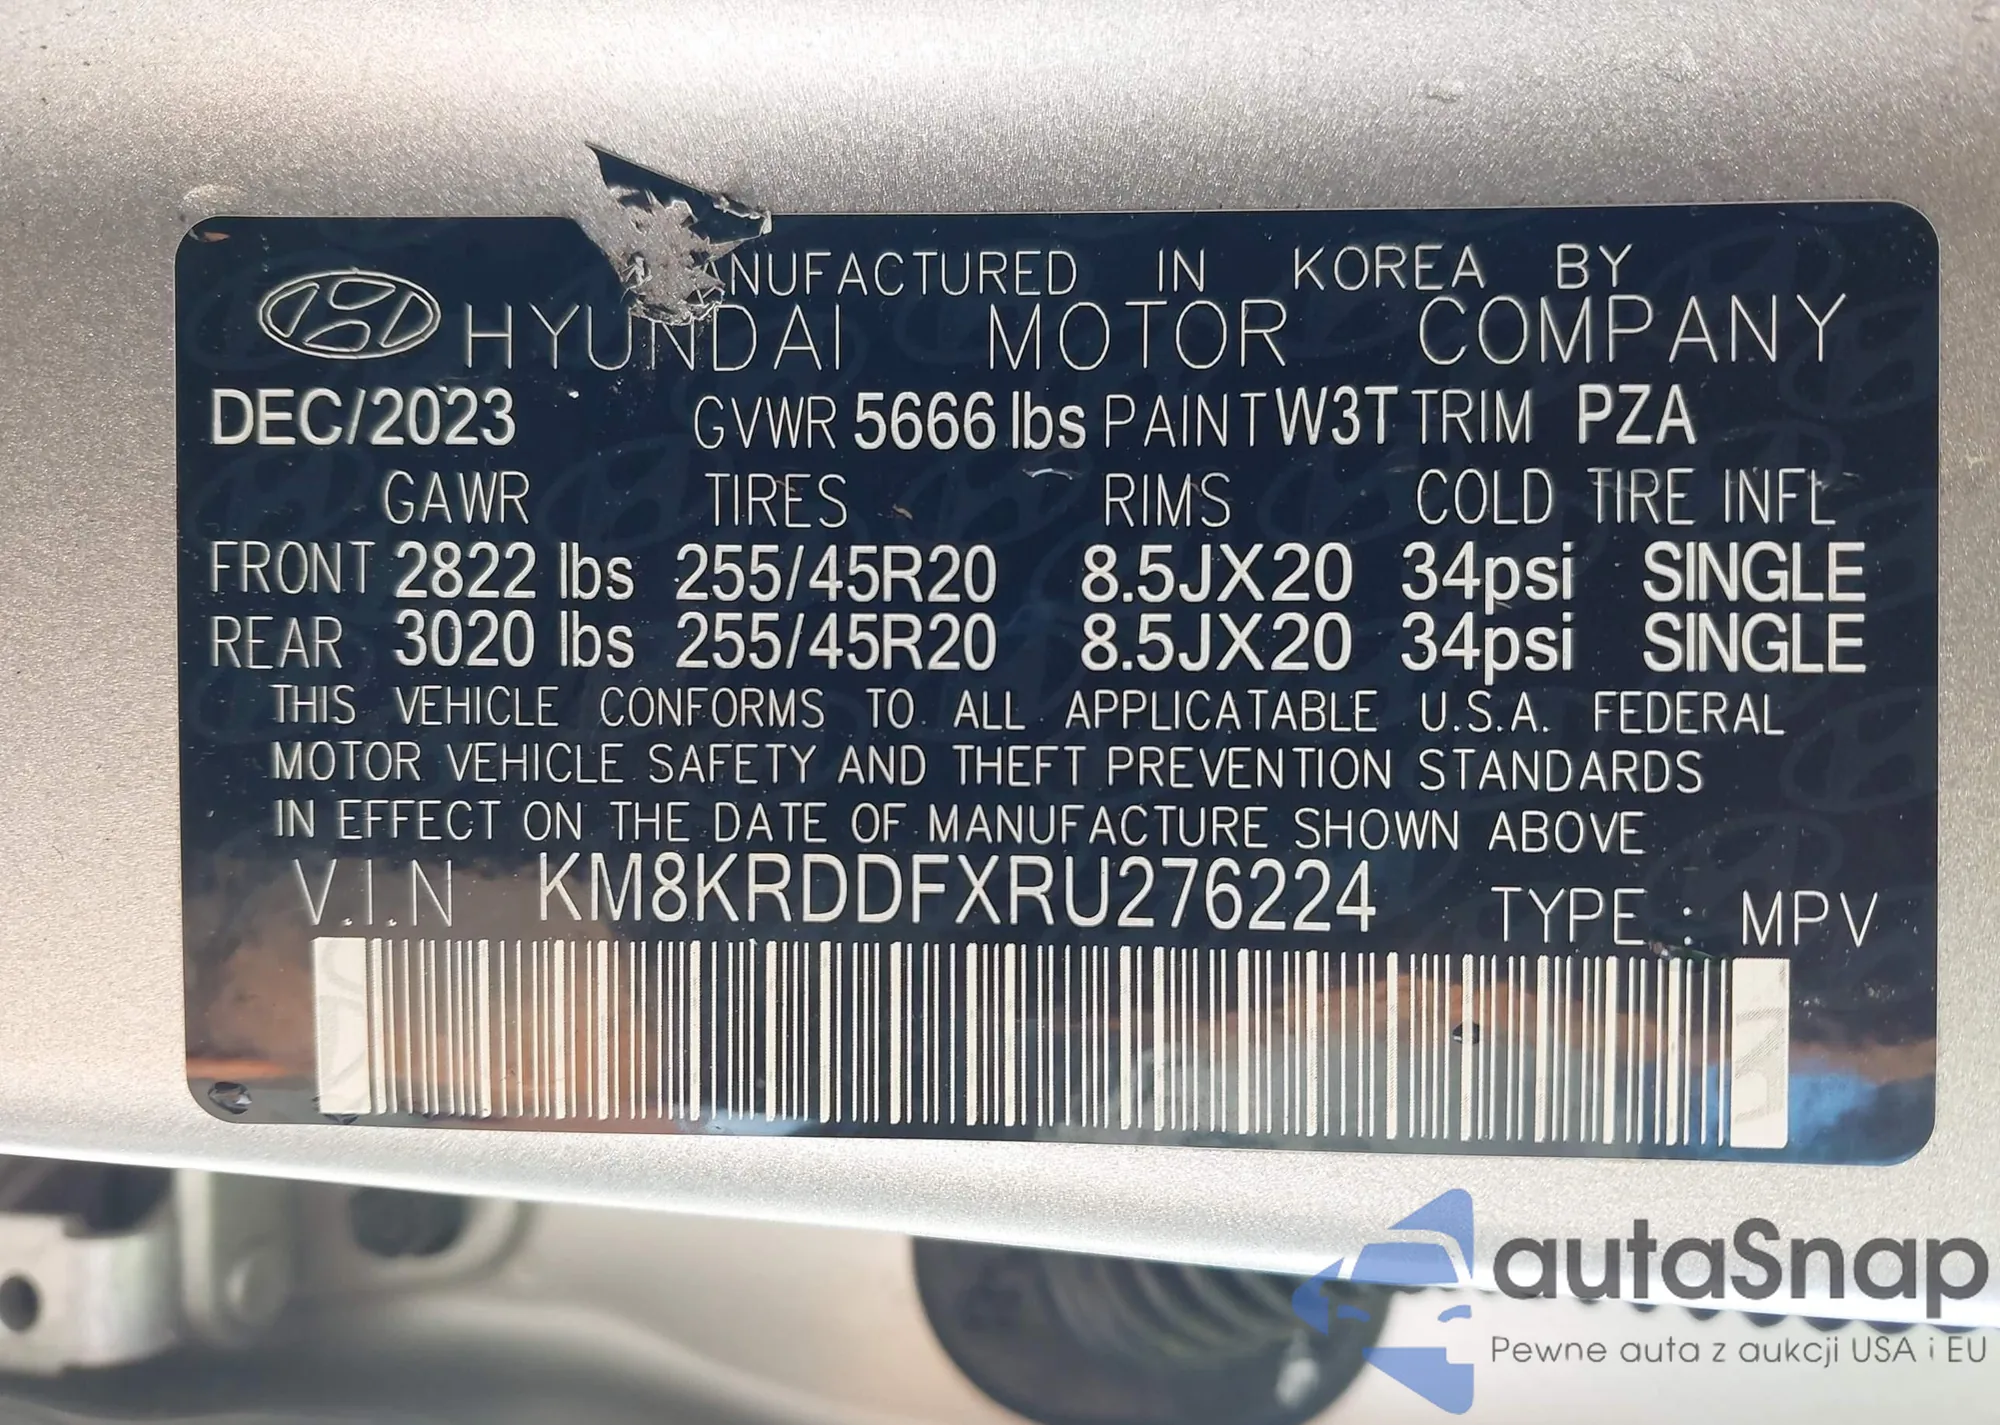 MANUFACTURED IN KOREA BY
HYUNDAI MOTOR COMPANY
DEC/2023 GVWR 5666 lbs PAINT W3T TRIM PZA
GAWR TIRES RIMS COLD TIRE INFL
FRONT 2822 lbs 255/45R20 8.5JX20 34psi SINGLE
REAR 3020 lbs 255/45R20 8.5JX20 34psi SINGLE
THIS VEHICLE CONFORMS TO ALL APPLICATABLE U.S.A. FEDERAL
MOTOR VEHICLE SAFETY AND THEFT PREVENTION STANDARDS
IN EFFECT ON THE DATE OF MANUFACTURE SHOWN ABOVE
V.I.N KM8KRDDFXRU276224 TYPE : MPV
autaSnap
Pewne auta z aukcji USA i EU